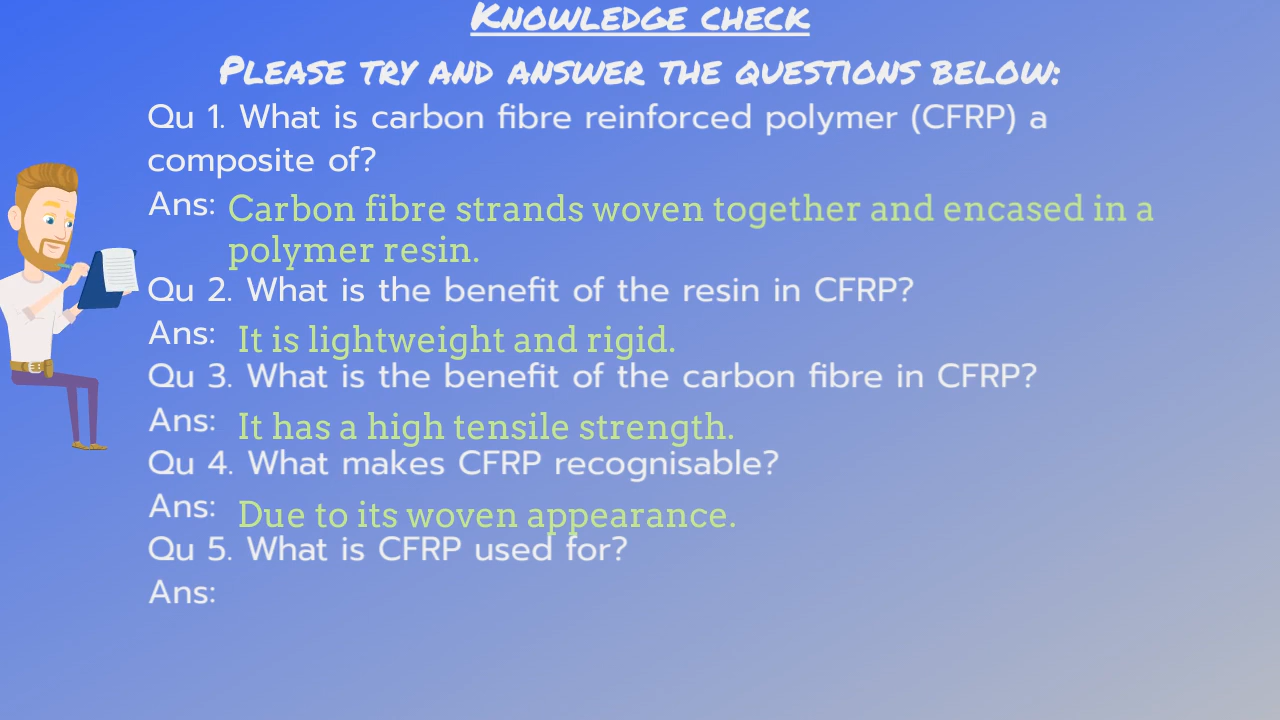 Knowledge check
Please try and answer the questions below:
Qu 1. What is carbon fibre reinforced polymer (CFRP) a
composite of?
Ans: Carbon fibre strands woven together and encased in a
polymer resin.
Qu 2. What is the benefit of the resin in CFRP?
Ans: It is lightweight and rigid.
Qu 3. What is the benefit of the carbon fibre in CFRP?
Ans: It has a high tensile strength.
Qu 4. What makes CFRP recognisable?
Ans: Due to its woven appearance.
Qu 5. What is CFRP used for?
Ans: